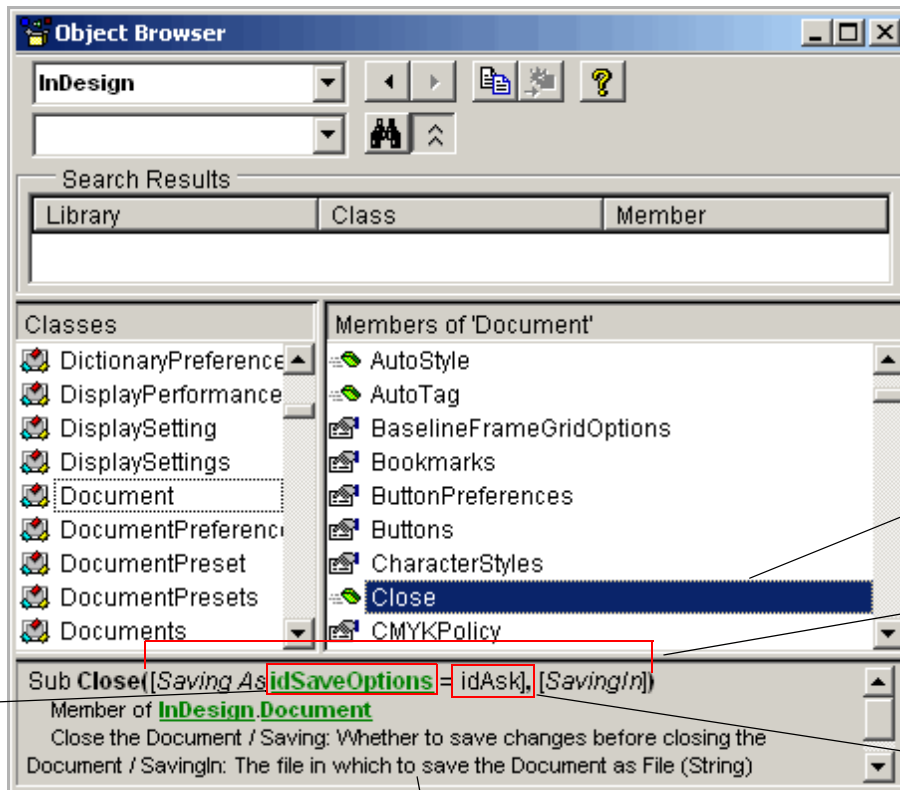 Object Browser
InDesign
Search Results
Library Class Member
Classes Members of 'Document'
DictionaryPreference AutoStyle
DisplayPerformance AutoTag
DisplaySetting BaselineFrameGridOptions
DisplaySettings Bookmarks
Document ButtonPreferences
DocumentPreferenc Buttons
DocumentPreset CharacterStyles
DocumentPresets Close
Documents CMYKPolicy
Sub Close([Saving As idSaveOptions = idAsk], [SavingIn])
Member of InDesign.Document
Close the Document / Saving: Whether to save changes before closing the
Document / SavingIn: The file in which to save the Document as File (String)